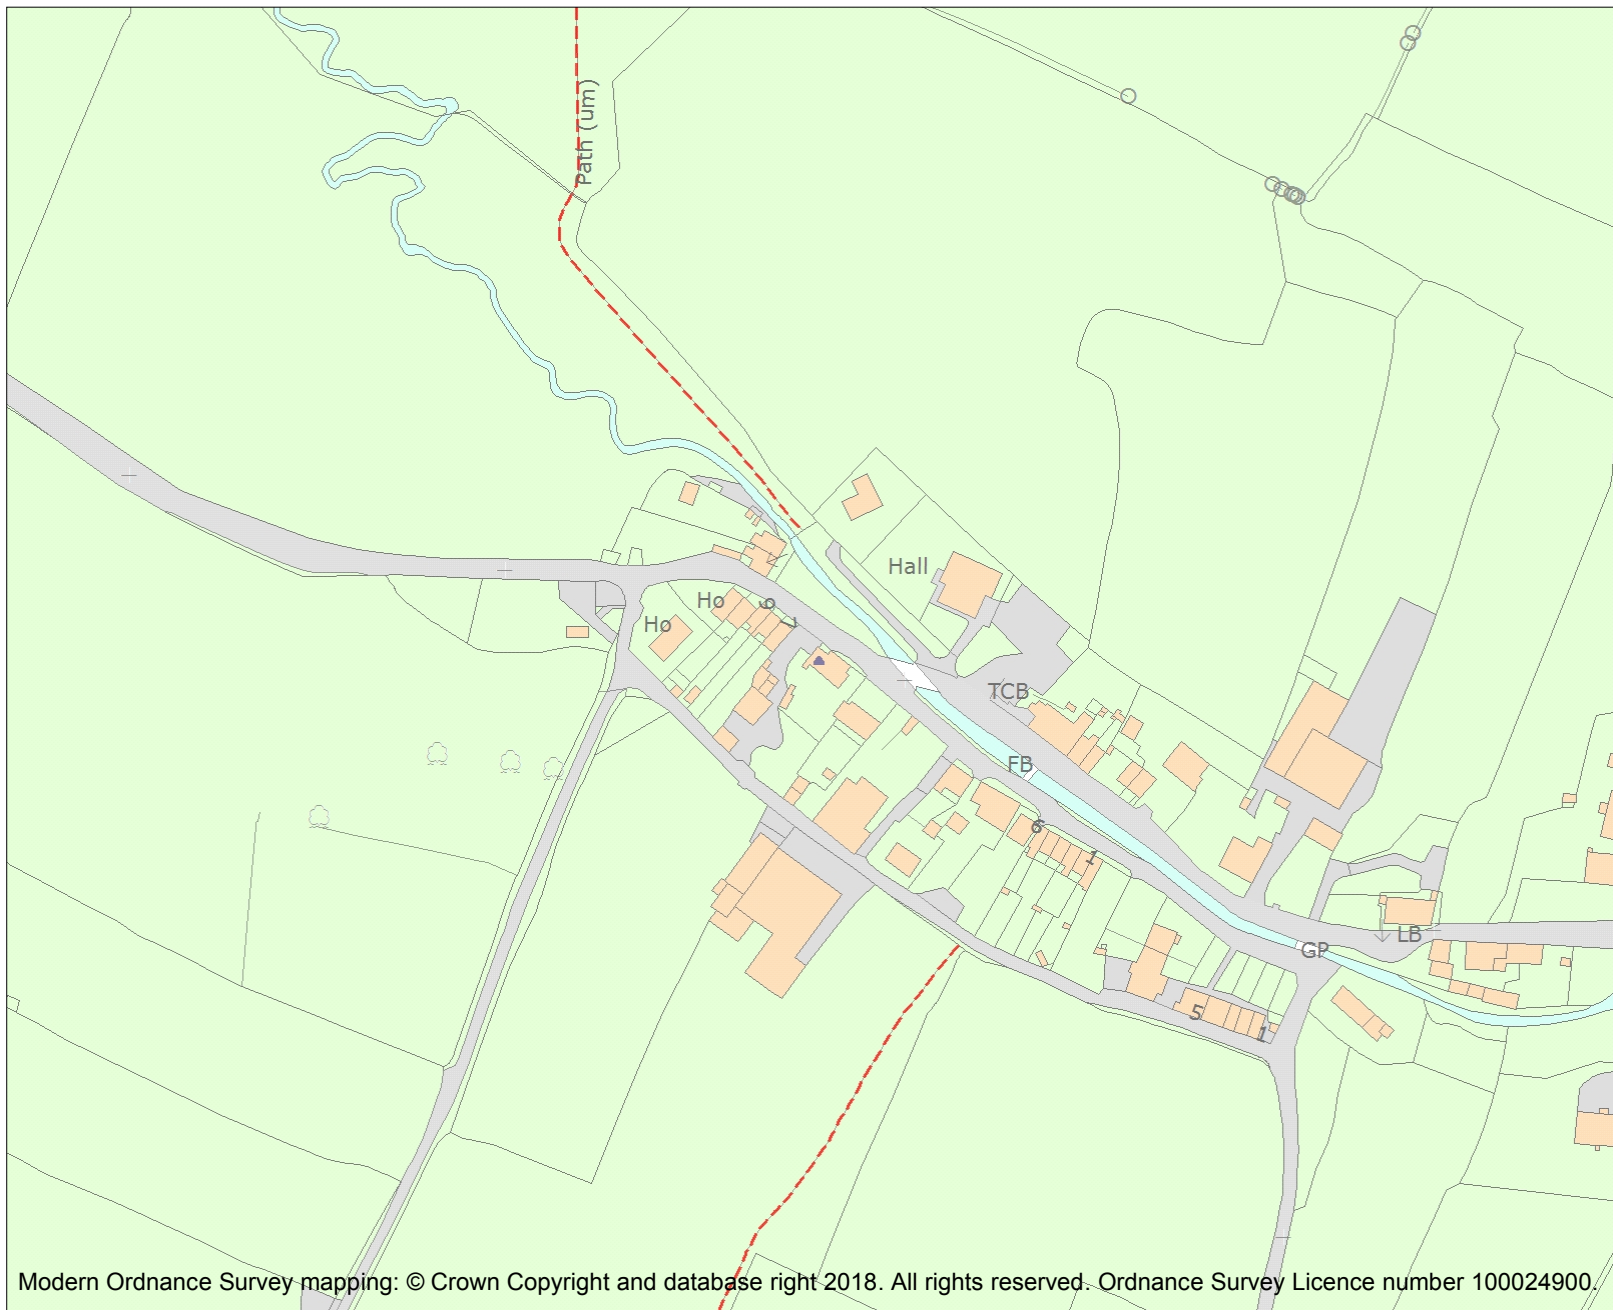 Path (um)
Hall
Ho
6
Ho
7
TCB
FB
6
1
LB
GP
5
1
Modern Ordnance Survey mapping: © Crown Copyright and database right 2018. All rights reserved. Ordnance Survey Licence number 100024900.